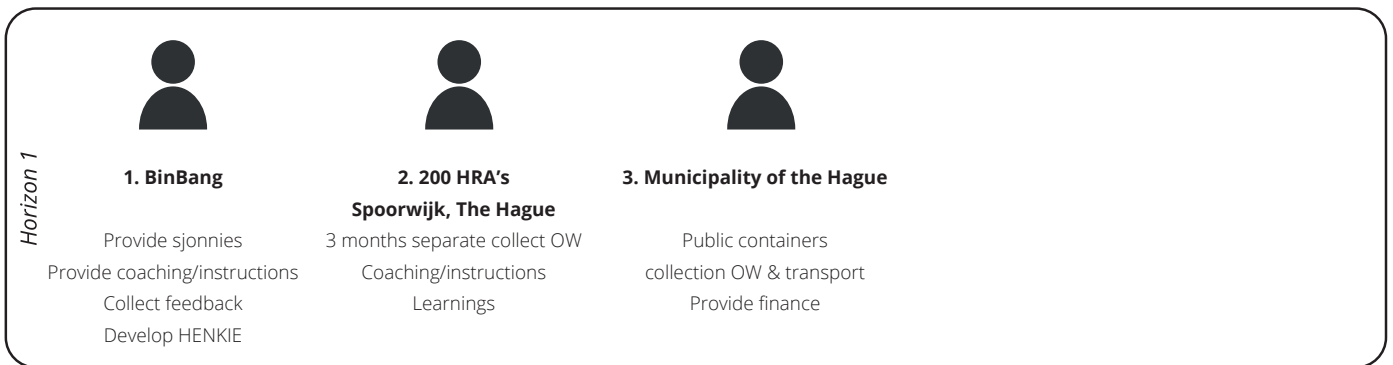 Horizon 1
1. BinBang
Provide sjonnies
Provide coaching/instructions
Collect feedback
Develop HENKIE
2. 200 HRA's
Spoorwijk, The Hague
3 months separate collect OW
Coaching/instructions
Learnings
3. Municipality of the Hague
Public containers
collection OW & transport
Provide finance